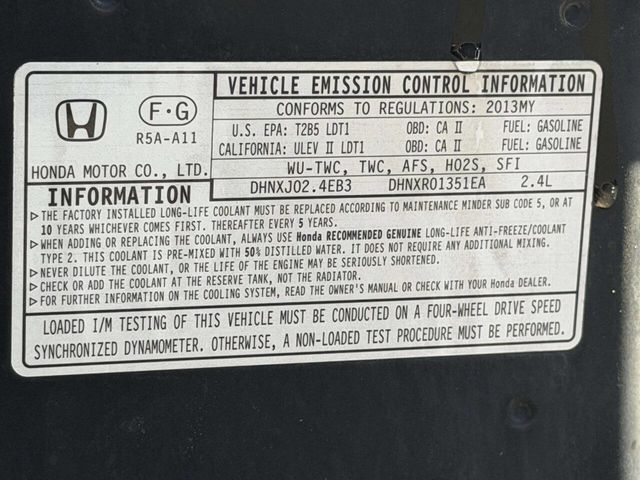 VEHICLE EMISSION CONTROL INFORMATION
F·G
R5A-A11
HONDA MOTOR CO., LTD.
CONFORMS TO REGULATIONS: 2013MY
U.S. EPA: T2B5 LDT1 OBD: CA II FUEL: GASOLINE
CALIFORNIA: ULEV II LDT1 OBD: CA II FUEL: GASOLINE
WU-TWC, TWC, AFS, HO2S, SFI
DHNXJ02.4EB3 DHNXR01351EA 2.4L
INFORMATION
▷THE FACTORY INSTALLED LONG-LIFE COOLANT MUST BE REPLACED ACCORDING TO MAINTENANCE MINDER SUB CODE 5, OR AT
10 YEARS WHICHEVER COMES FIRST. THEREAFTER EVERY 5 YEARS.
▷WHEN ADDING OR REPLACING THE COOLANT, ALWAYS USE Honda RECOMMENDED GENUINE LONG-LIFE ANTI-FREEZE/COOLANT
TYPE 2. THIS COOLANT IS PRE-MIXED WITH 50% DISTILLED WATER. IT DOES NOT REQUIRE ANY ADDITIONAL MIXING.
▷NEVER DILUTE THE COOLANT, OR THE LIFE OF THE ENGINE MAY BE SERIOUSLY SHORTENED.
▷CHECK OR ADD THE COOLANT AT THE RESERVE TANK, NOT THE RADIATOR.
▷FOR FURTHER INFORMATION ON THE COOLING SYSTEM, READ THE OWNER'S MANUAL OR CHECK WITH YOUR Honda DEALER.
LOADED I/M TESTING OF THIS VEHICLE MUST BE CONDUCTED ON A FOUR-WHEEL DRIVE SPEED
SYNCHRONIZED DYNAMOMETER. OTHERWISE, A NON-LOADED TEST PROCEDURE MUST BE PERFORMED.